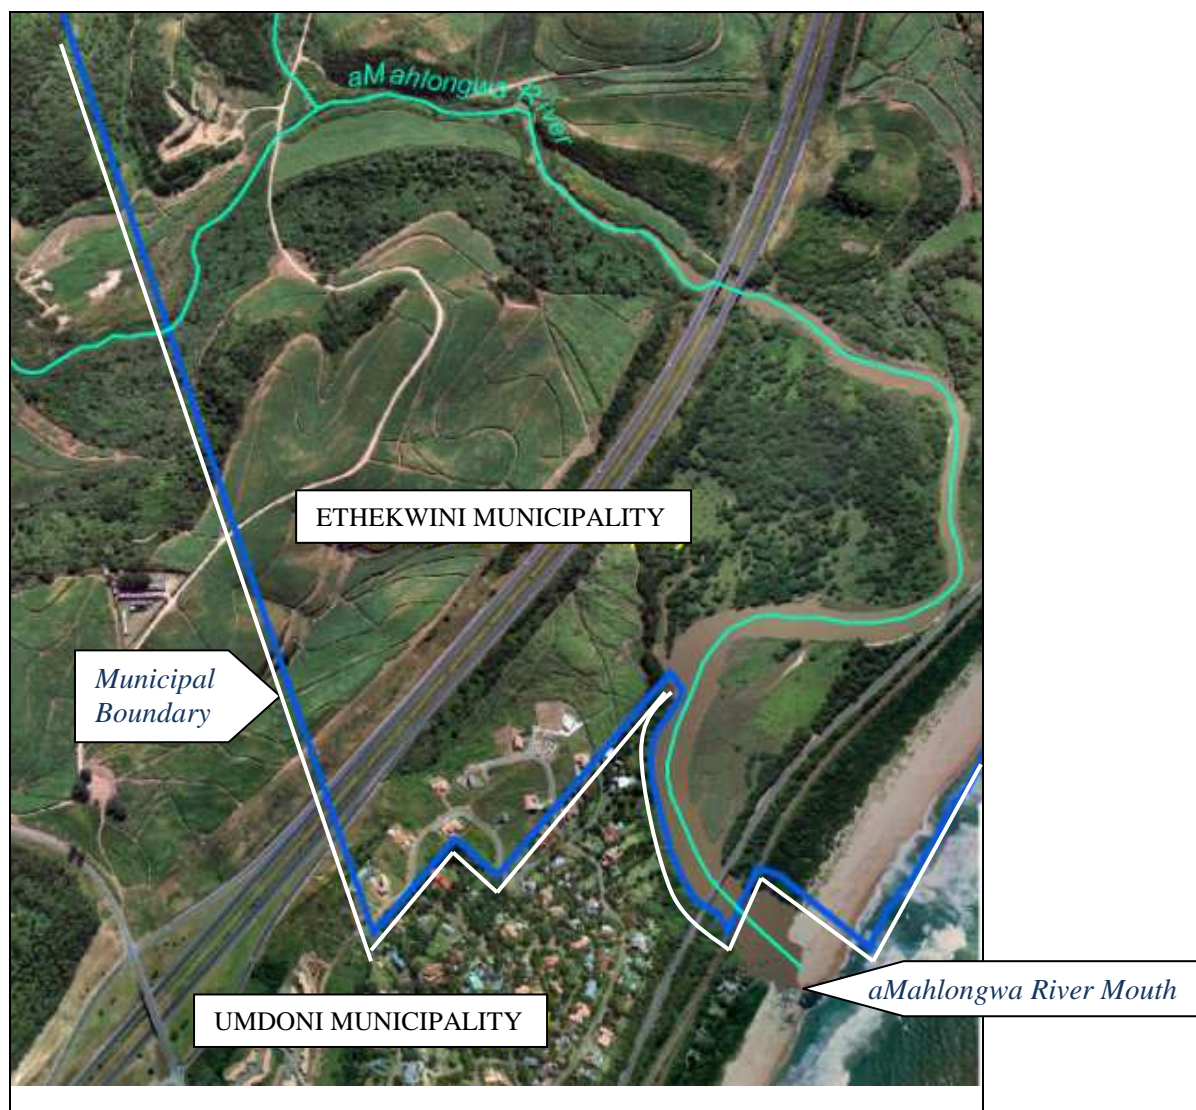 aMahlongwa River
ETHEKWINI MUNICIPALITY
Municipal
Boundary
aMahlongwa River Mouth
UMDONI MUNICIPALITY